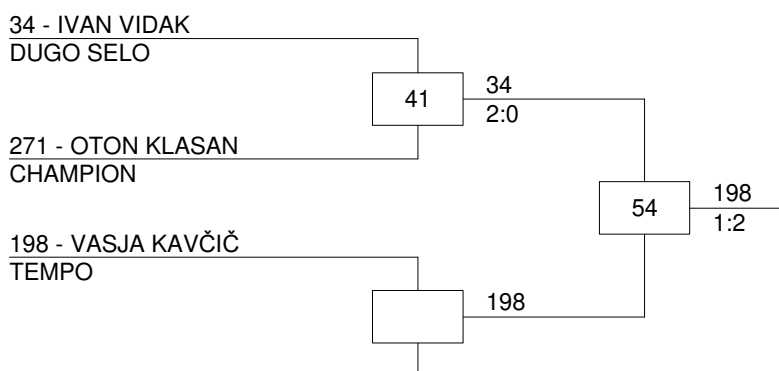 34 - IVAN VIDAK
DUGO SELO
41
34
2:0
271 - OTON KLASAN
CHAMPION
54
198
1:2
198 - VASJA KAVČIČ
TEMPO
198